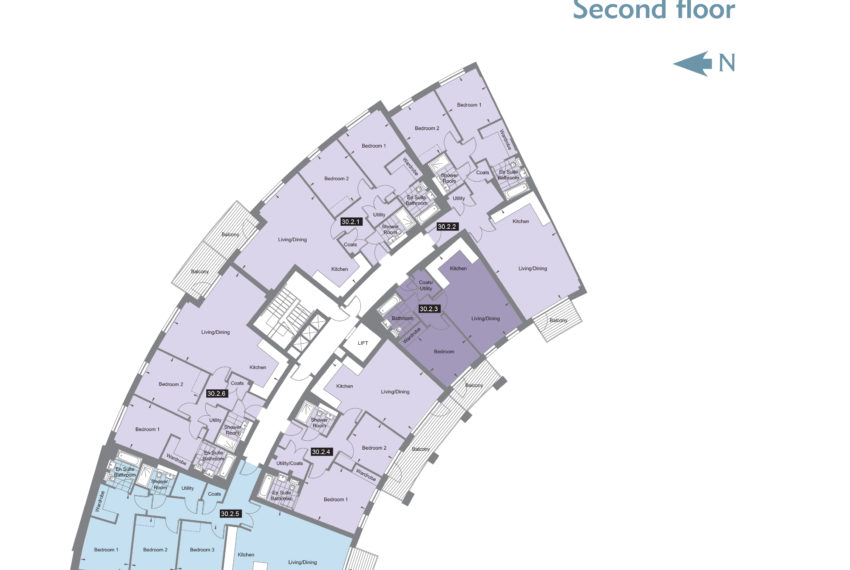 Second floor
N
Bedroom 1
Bedroom 2
Wardrobe
Shower
Room
Coats
En Suite
Bathroom
Utility
30.2.2
Kitchen
Living/Dining
Balcony
Bedroom 1
Bedroom 2
Wardrobe
En Suite
Bathroom
Utility
Shower
Room
30.2.1
Coats
Living/Dining
Kitchen
Balcony
Balcony
Kitchen
Coats/
Utility
30.2.3
Bathroom
Living/Dining
Wardrobe
Bedroom
Balcony
LIFT
Living/Dining
Kitchen
Bedroom 2
Coats
30.2.6
Utility
Shower
Room
Bedroom 1
Wardrobe
En Suite
Bathroom
Kitchen
Living/Dining
Shower
Room
Bedroom 2
30.2.4
Utility/Coats
Wardrobe
En Suite
Bathroom
Bedroom 1
Balcony
En Suite
Bathroom
Shower
Room
Utility
Coats
Wardrobe
30.2.5
Bedroom 1
Bedroom 2
Bedroom 3
Kitchen
Living/Dining